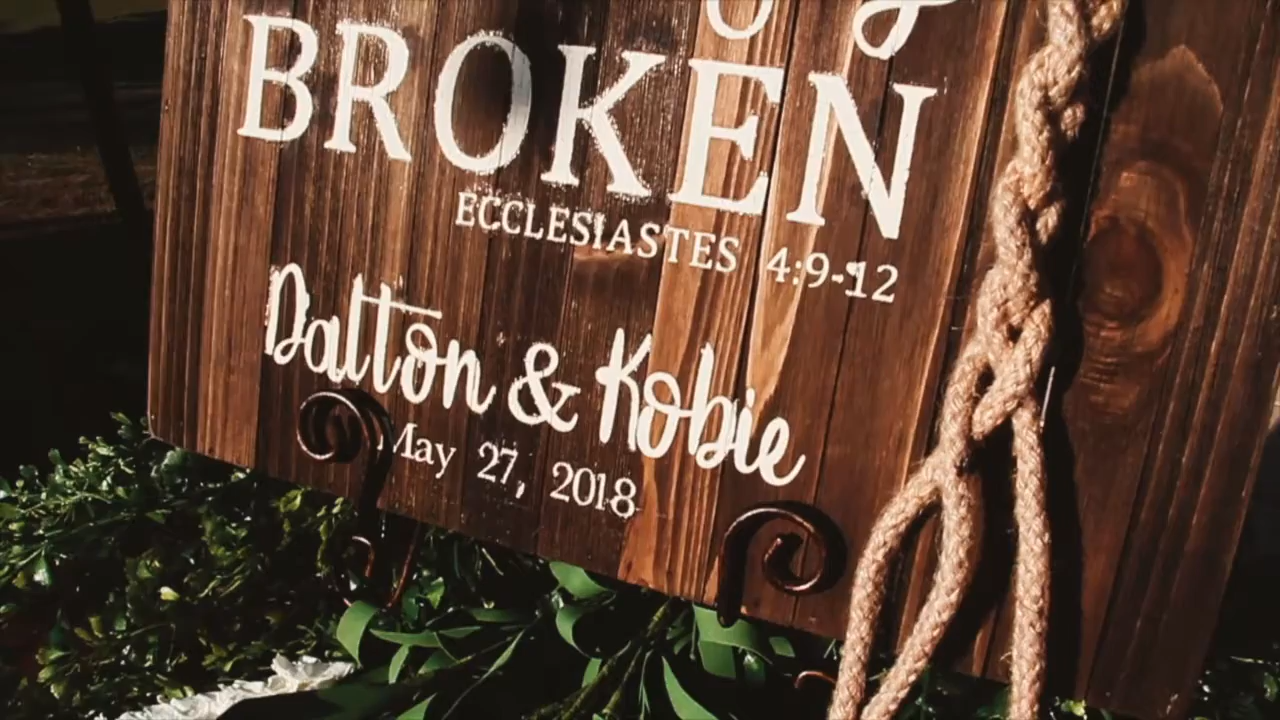 BROKEN
ECCLESIASTES 4:9-12
Dalton & Kobie
May 27, 2018